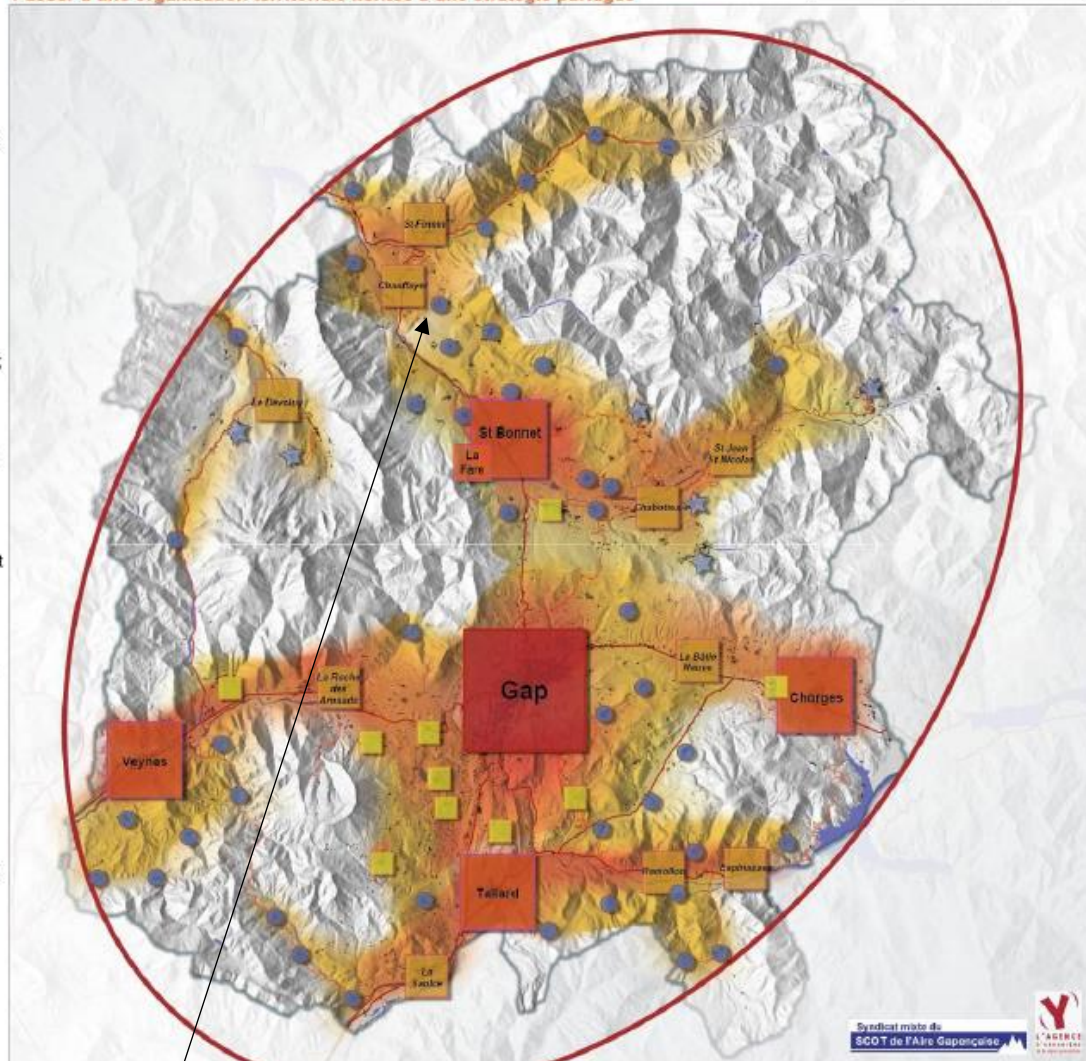 St Firmin
Chauffayer
Le Dévoluy
St Bonnet
La
Fare
St Jean
St Nicolas
Chabottes
Gap
La Bâtie
Neuve
Chorges
La Roche
des
Arnauds
Veynes
Tallard
Remollon
Espinasses
La
Saulce
Syndicat mixte du
SCOT de l'Aire Gapençaise
L'AGENCE